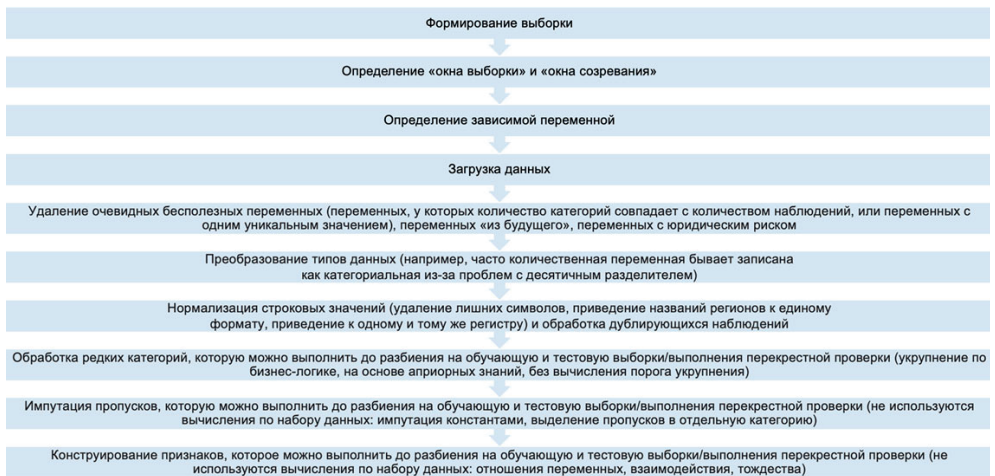 Формирование выборки
Определение «окна выборки» и «окна созревания»
Определение зависимой переменной
Загрузка данных
Удаление очевидных бесполезных переменных (переменных, у которых количество категорий совпадает с количеством наблюдений, или переменных с
одним уникальным значением), переменных «из будущего», переменных с юридическим риском
Преобразование типов данных (например, часто количественная переменная бывает записана
как категориальная из-за проблем с десятичным разделителем)
Нормализация строковых значений (удаление лишних символов, приведение названий регионов к единому
формату, приведение к одному и тому же регистру) и обработка дублирующихся наблюдений
Обработка редких категорий, которую можно выполнить до разбиения на обучающую и тестовую выборки/выполнения перекрестной проверки (укрупнение по
бизнес-логике, на основе априорных знаний, без вычисления порога укрупнения)
Импутация пропусков, которую можно выполнить до разбиения на обучающую и тестовую выборки/выполнения перекрестной проверки (не используются
вычисления по набору данных: импутация константами, выделение пропусков в отдельную категорию)
Конструирование признаков, которое можно выполнить до разбиения на обучающую и тестовую выборки/выполнения перекрестной проверки (не
используются вычисления по набору данных: отношения переменных, взаимодействия, тождества)